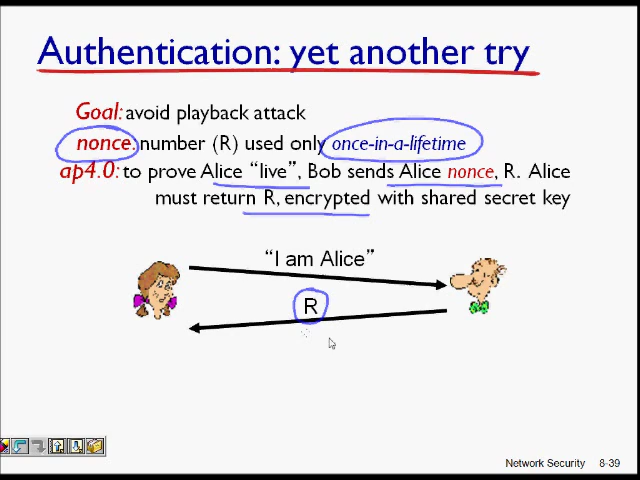 Authentication: yet another try
Goal: avoid playback attack
nonce: number (R) used only once-in-a-lifetime
ap4.0: to prove Alice “live”, Bob sends Alice nonce, R. Alice
must return R, encrypted with shared secret key
“I am Alice”
R
Network Security 8-39